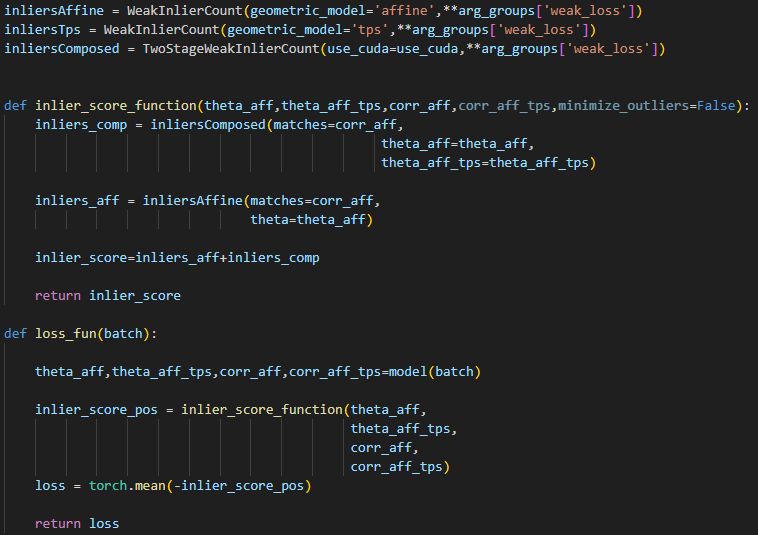 inliersAffine = WeakInlierCount(geometric_model='affine',**arg_groups['weak_loss'])
inliersTps = WeakInlierCount(geometric_model='tps',**arg_groups['weak_loss'])
inliersComposed = TwoStageWeakInlierCount(use_cuda=use_cuda,**arg_groups['weak_loss'])
def inlier_score_function(theta_aff,theta_aff_tps,corr_aff,corr_aff_tps,minimize_outliers=False):
inliers_comp = inliersComposed(matches=corr_aff,
theta_aff=theta_aff,
theta_aff_tps=theta_aff_tps)
inliers_aff = inliersAffine(matches=corr_aff,
theta=theta_aff)
inlier_score=inliers_aff+inliers_comp
return inlier_score
def loss_fun(batch):
theta_aff,theta_aff_tps,corr_aff,corr_aff_tps=model(batch)
inlier_score_pos = inlier_score_function(theta_aff,
theta_aff_tps,
corr_aff,
corr_aff_tps)
loss = torch.mean(-inlier_score_pos)
return loss